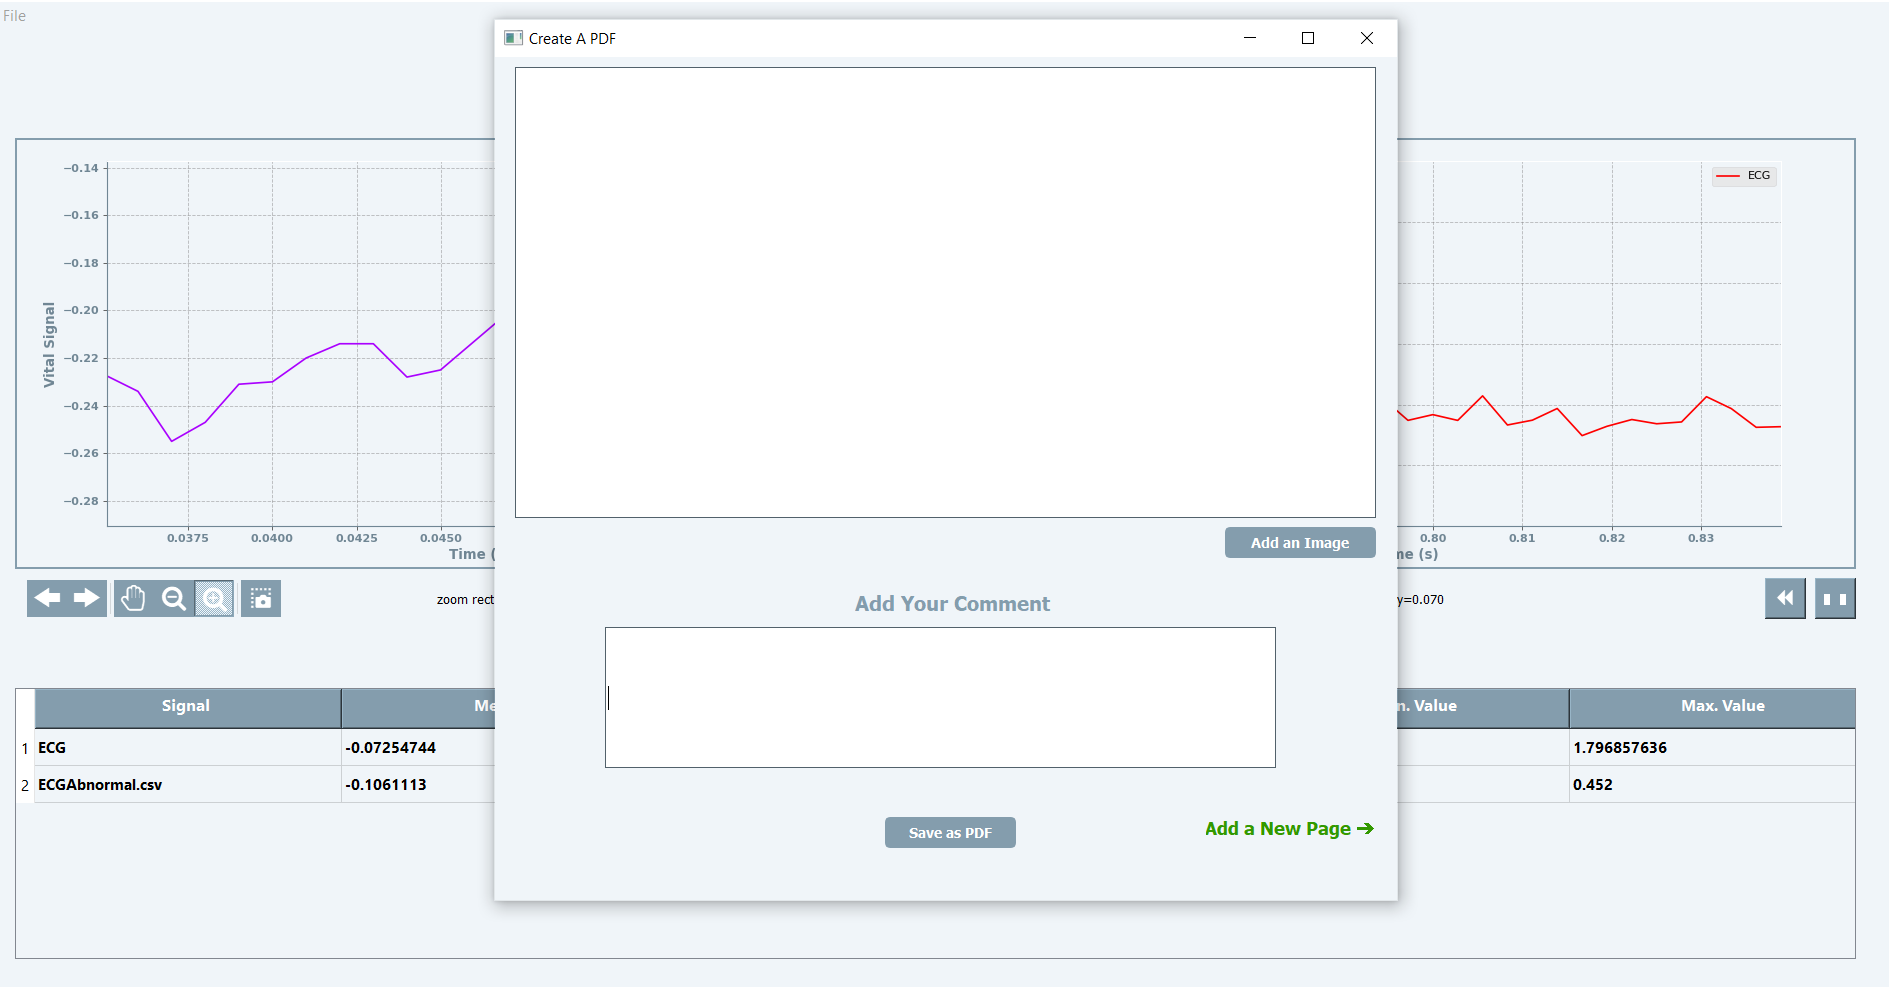 File
Create A PDF
−0.14
−0.16
−0.18
−0.20
−0.22
−0.24
−0.26
−0.28
Vital Signal
0.0375 0.0400 0.0425 0.0450
Time (
ECG
0.80 0.81 0.82 0.83
me (s)
Add an Image
zoom rect
y=0.070
Add Your Comment
Signal Me n. Value Max. Value
1 ECG -0.07254744 1.796857636
2 ECGAbnormal.csv -0.1061113 0.452
Save as PDF
Add a New Page ➔